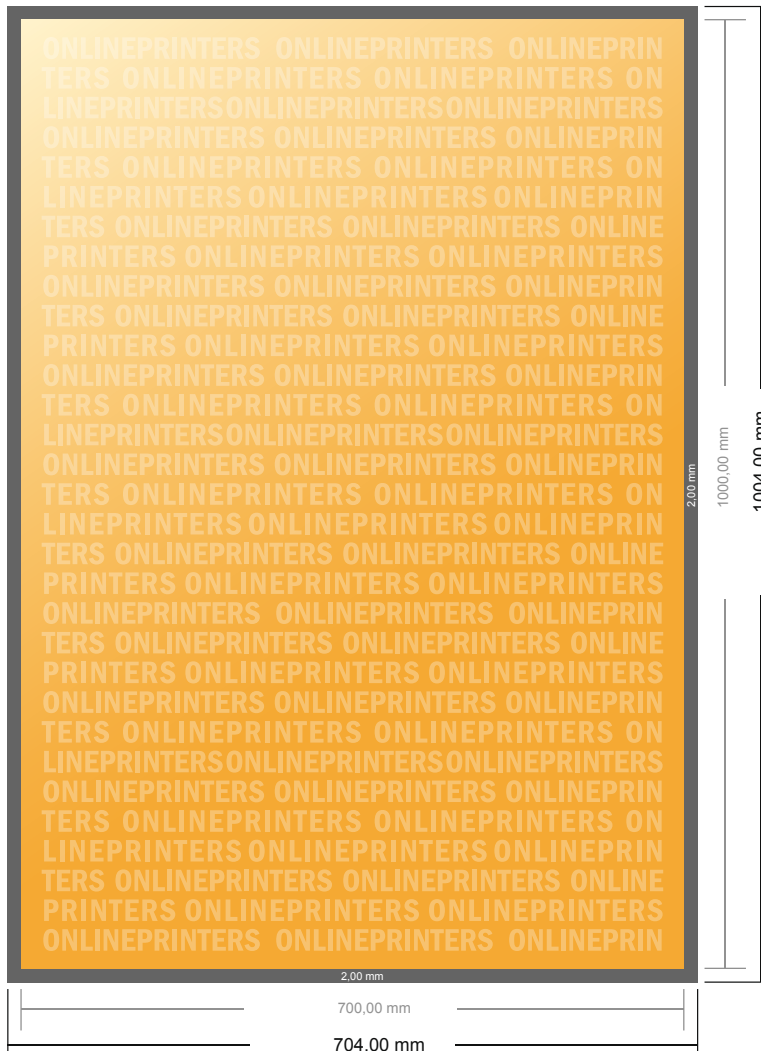 ONLINEPRINTERS ONLINEPRINTERS ONLINEPRIN
TERS ONLINEPRINTERS ONLINEPRINTERS ON
LINEPRINTERSONLINEPRINTERSONLINEPRINTERS
ONLINEPRINTERS ONLINEPRINTERS ONLINEPRIN
TERS ONLINEPRINTERS ONLINEPRINTERS ON
LINEPRINTERS ONLINEPRINTERS ONLINEPRIN
TERS ONLINEPRINTERS ONLINEPRINTERS ONLINE
PRINTERS ONLINEPRINTERS ONLINEPRINTERS
ONLINEPRINTERS ONLINEPRINTERS ONLINEPRIN
TERS ONLINEPRINTERS ONLINEPRINTERS ONLINE
PRINTERS ONLINEPRINTERS ONLINEPRINTERS
ONLINEPRINTERS ONLINEPRINTERS ONLINEPRIN
TERS ONLINEPRINTERS ONLINEPRINTERS ON
LINEPRINTERSONLINEPRINTERSONLINEPRINTERS
ONLINEPRINTERS ONLINEPRINTERS ONLINEPRIN
TERS ONLINEPRINTERS ONLINEPRINTERS ON
LINEPRINTERS ONLINEPRINTERS ONLINEPRIN
TERS ONLINEPRINTERS ONLINEPRINTERS ONLINE
PRINTERS ONLINEPRINTERS ONLINEPRINTERS
ONLINEPRINTERS ONLINEPRINTERS ONLINEPRIN
TERS ONLINEPRINTERS ONLINEPRINTERS ONLINE
PRINTERS ONLINEPRINTERS ONLINEPRINTERS
ONLINEPRINTERS ONLINEPRINTERS ONLINEPRIN
TERS ONLINEPRINTERS ONLINEPRINTERS ON
LINEPRINTERSONLINEPRINTERSONLINEPRINTERS
ONLINEPRINTERS ONLINEPRINTERS ONLINEPRIN
TERS ONLINEPRINTERS ONLINEPRINTERS ON
LINEPRINTERS ONLINEPRINTERS ONLINEPRIN
TERS ONLINEPRINTERS ONLINEPRINTERS ONLINE
PRINTERS ONLINEPRINTERS ONLINEPRINTERS
ONLINEPRINTERS ONLINEPRINTERS ONLINEPRIN
2,00 mm
1000,00 mm
1004,00 mm
2,00 mm
700,00 mm
704,00 mm